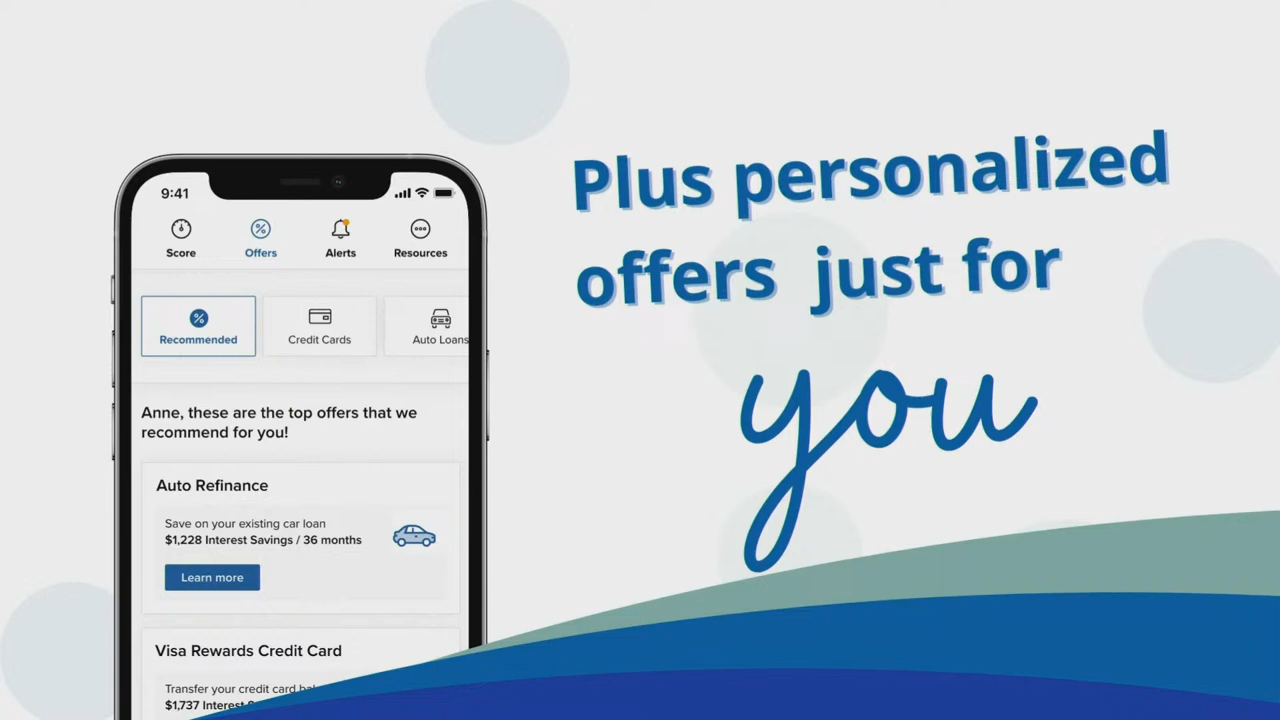 Plus personalized
offers just for
you
9:41
Score
Offers
Alerts
Resources
Recommended
Credit Cards
Auto Loans
Anne, these are the top offers that we
recommend for you!
Auto Refinance
Save on your existing car loan
$1,228 Interest Savings / 36 months
Learn more
Visa Rewards Credit Card
Transfer your credit card
$1,737 Interest